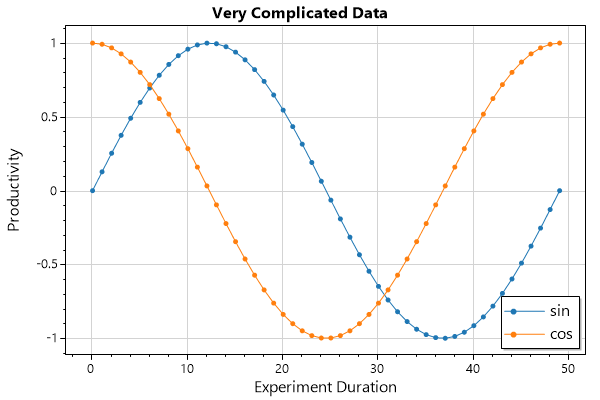 Very Complicated Data
Productivity
1
0.5
0
-0.5
-1
0
10
20
30
40
50
Experiment Duration
sin
cos